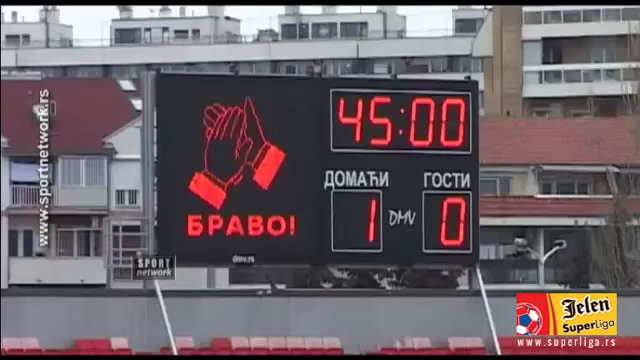 www.sportnetwork.rs
45:00
ДОМАЋИ ГОСТИ
1 DMV 0
БРАВО!
dmv.rs
SPORT
network
Jelen
SuperLiga
www.superliga.rs